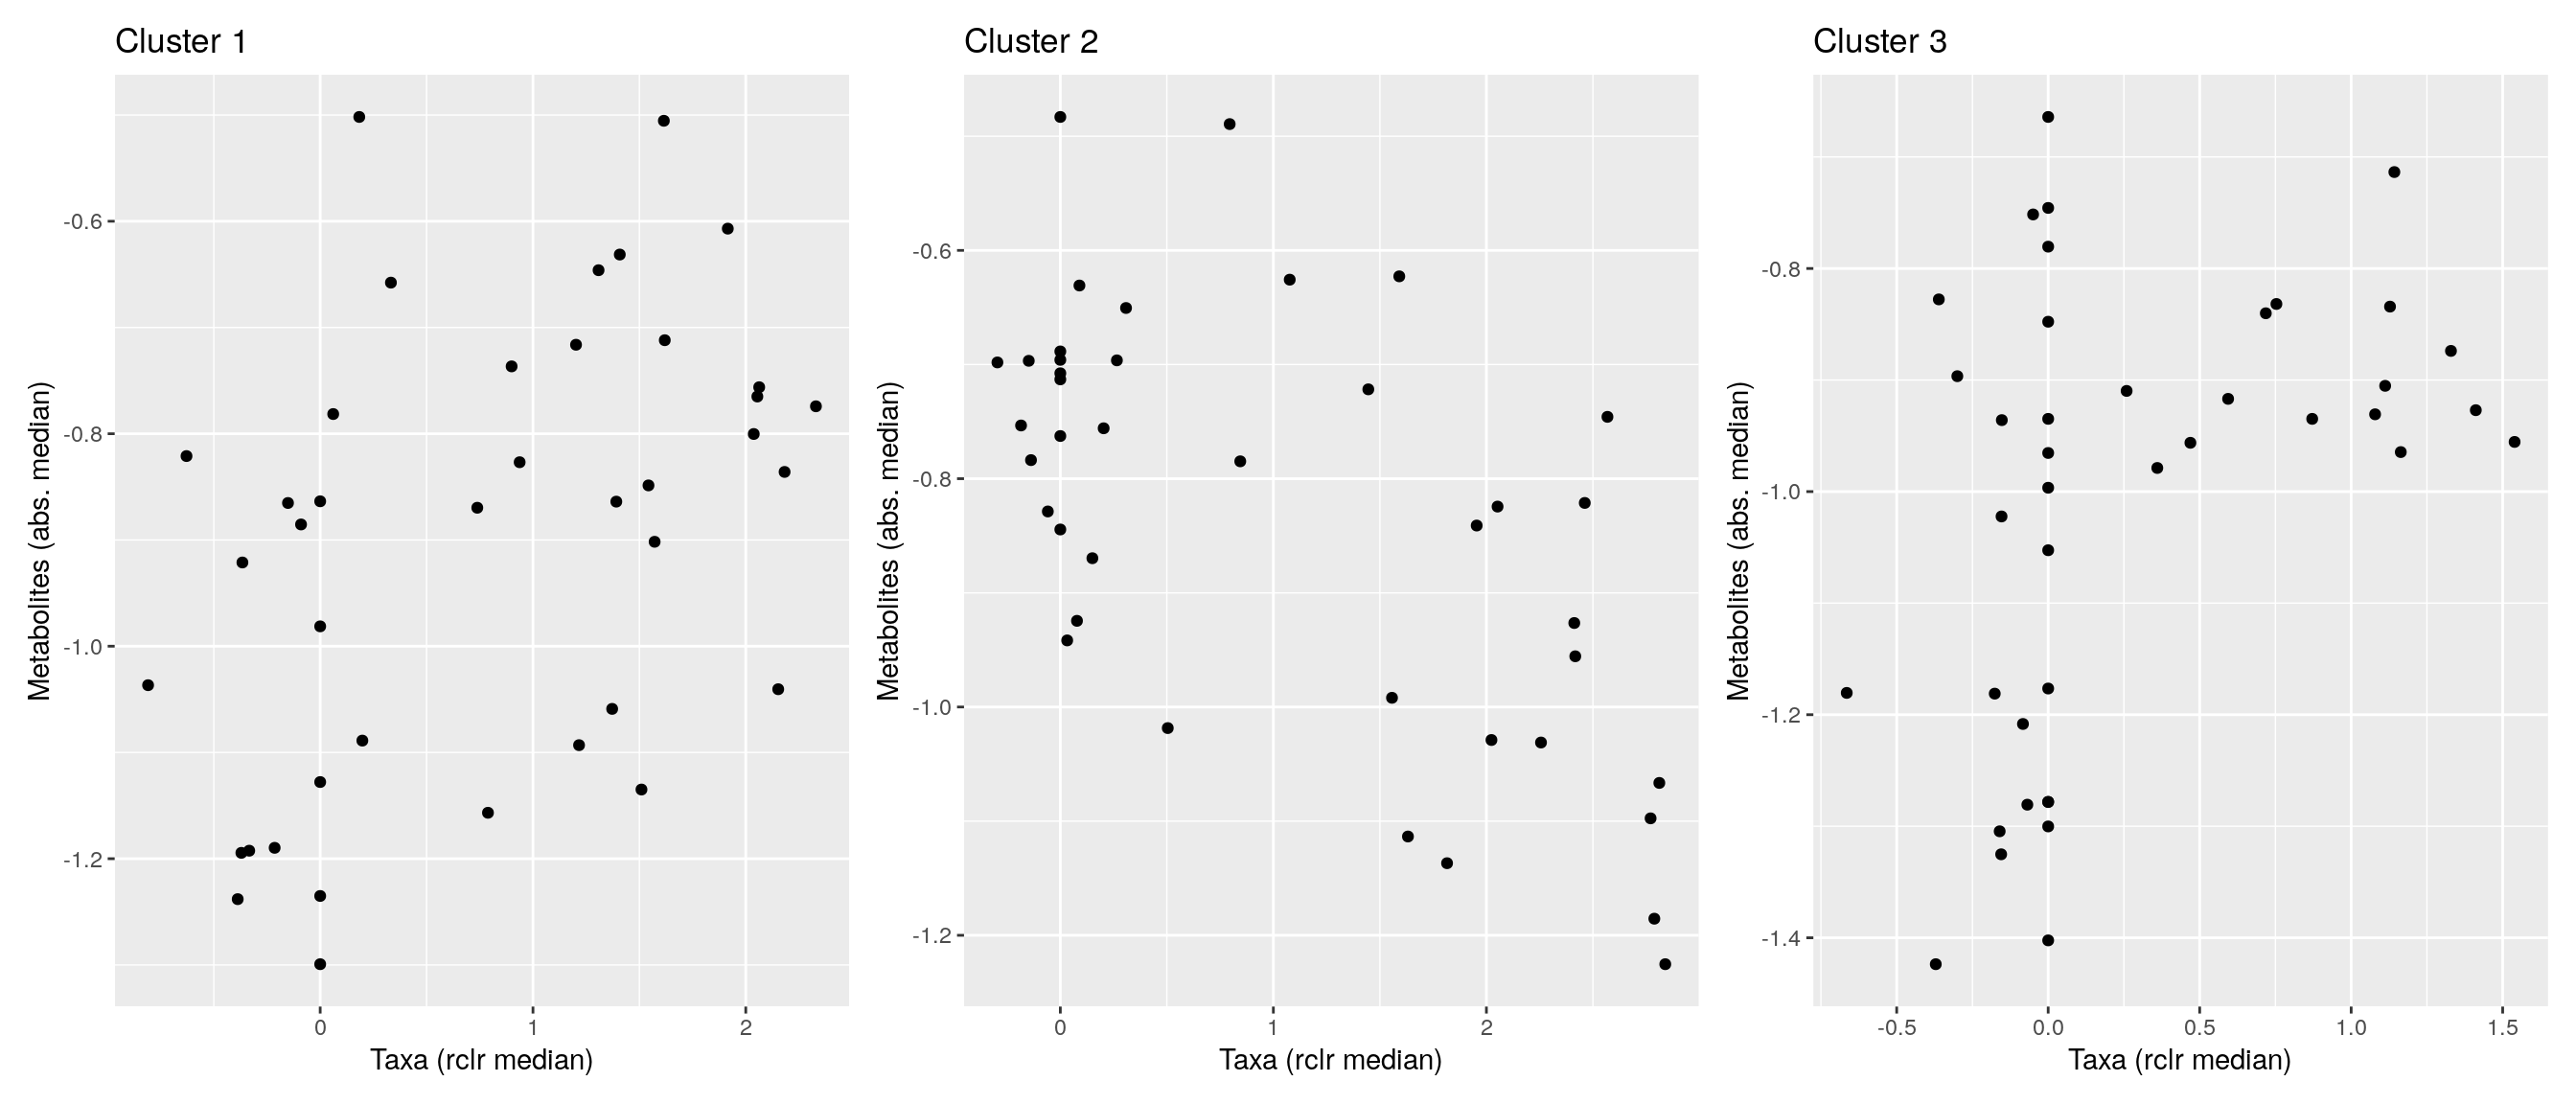 Cluster 1
Metabolites (abs. median)
-0.6
-0.8
-1.0
-1.2
0 1 2
Taxa (rclr median)
Cluster 2
Metabolites (abs. median)
-0.6
-0.8
-1.0
-1.2
0 1 2
Taxa (rclr median)
Cluster 3
Metabolites (abs. median)
-0.8
-1.0
-1.2
-1.4
-0.5 0.0 0.5 1.0 1.5
Taxa (rclr median)